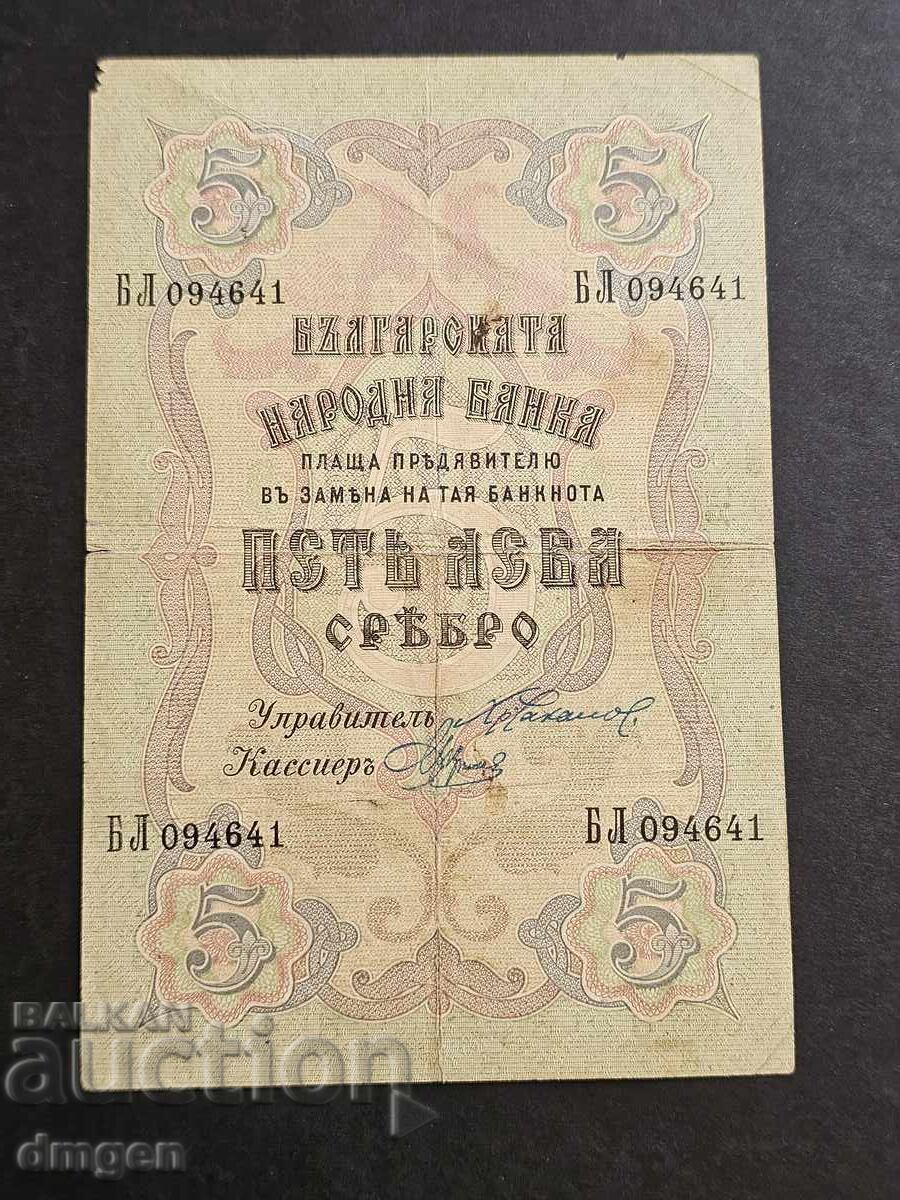 5 5
БЛ 094641 БЛ 094641
БЪЛГАРСКАТА
НАРОДНА БАНКА
ПЛАЩА ПРѢДЯВИТЕЛЮ
ВЪ ЗАМѢНА НА ТАЯ БАНКНОТА
ПЕТЬ ЛЕВА
СРѢБРО
Управитель
Кассиеръ
БЛ 094641 БЛ 094641
5 5
BALKAN
auction
dmgen